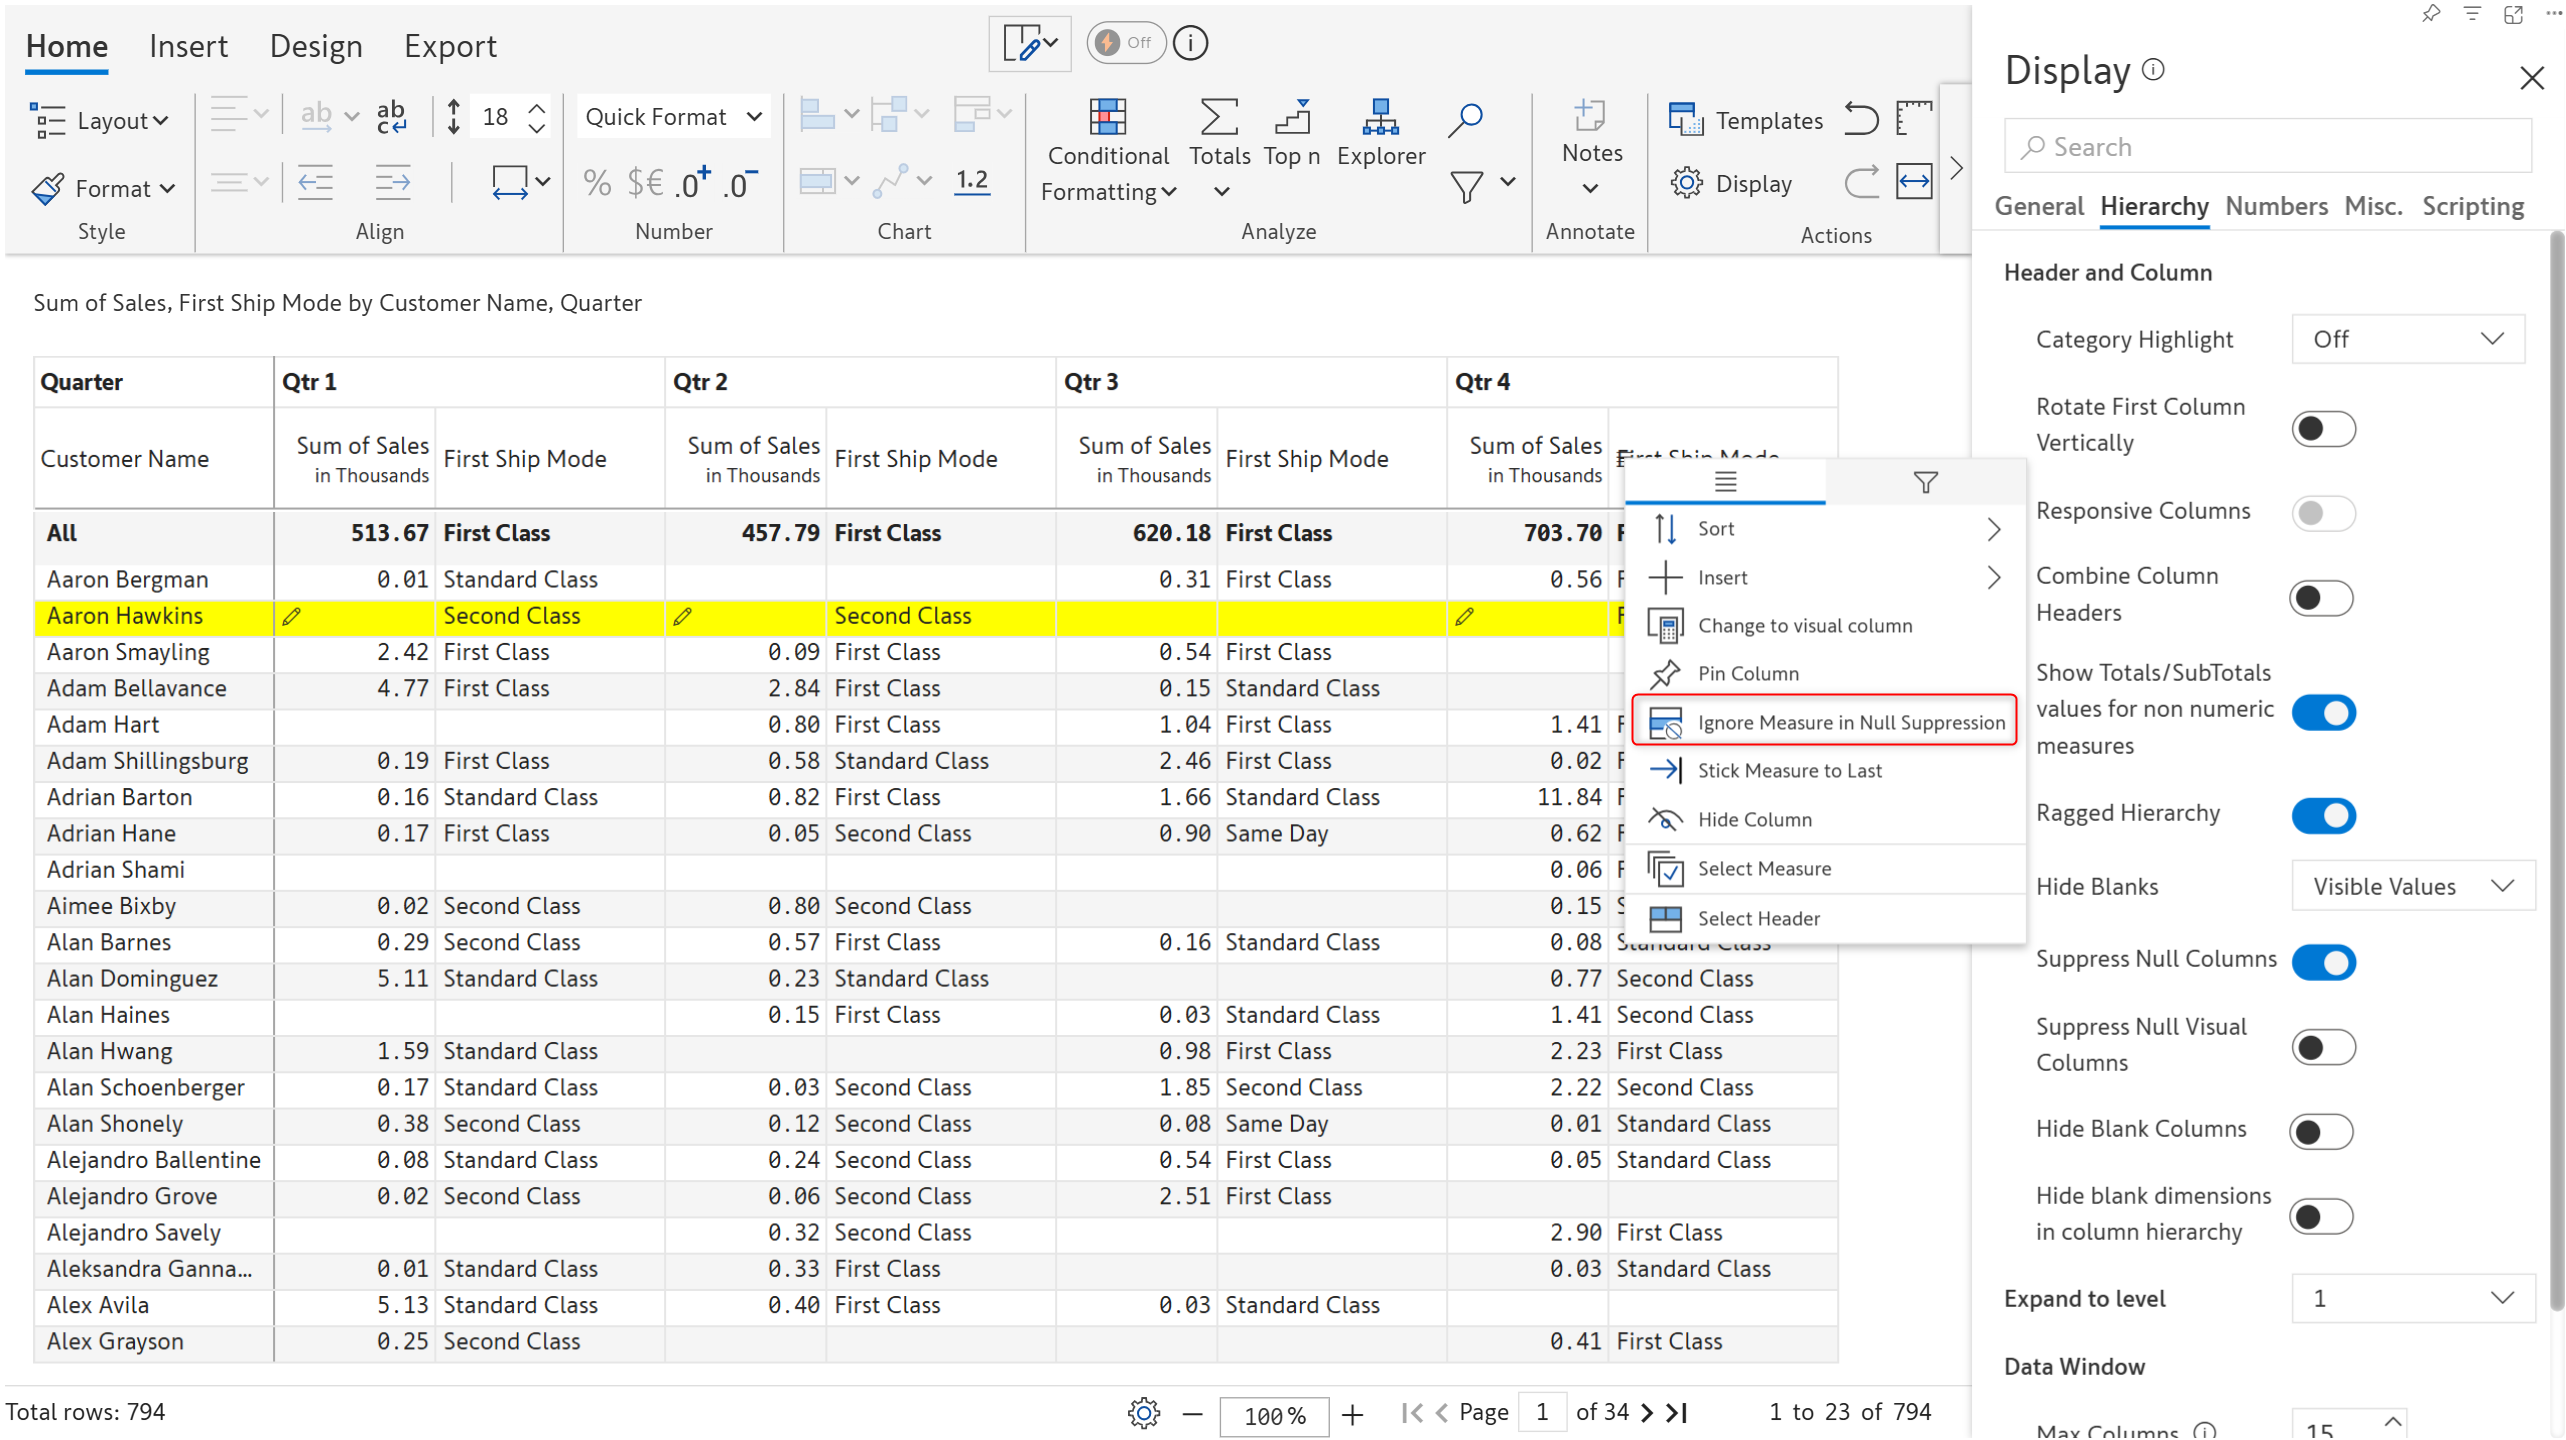 Home Insert Design Export Off
Layout ab ab c 18 Quick Format Conditional Formatting Totals Top n Explorer Notes Templates
Format % $€ .0+ .0− 1.2 Display
Style Align Number Chart Analyze Annotate Actions
Sum of Sales, First Ship Mode by Customer Name, Quarter
Quarter Qtr 1 Qtr 2 Qtr 3 Qtr 4
Customer Name Sum of Sales in Thousands First Ship Mode Sum of Sales in Thousands First Ship Mode Sum of Sales in Thousands First Ship Mode Sum of Sales in Thousands First Ship Mode
All 513.67 First Class 457.79 First Class 620.18 First Class 703.70
Aaron Bergman 0.01 Standard Class 0.31 First Class 0.56
Aaron Hawkins Second Class Second Class
Aaron Smayling 2.42 First Class 0.09 First Class 0.54 First Class
Adam Bellavance 4.77 First Class 2.84 First Class 0.15 Standard Class
Adam Hart 0.80 First Class 1.04 First Class 1.41
Adam Shillingsburg 0.19 First Class 0.58 Standard Class 2.46 First Class 0.02
Adrian Barton 0.16 Standard Class 0.82 First Class 1.66 Standard Class 11.84
Adrian Hane 0.17 First Class 0.05 Second Class 0.90 Same Day 0.62
Adrian Shami 0.06
Aimee Bixby 0.02 Second Class 0.80 Second Class 0.15
Alan Barnes 0.29 Second Class 0.57 First Class 0.16 Standard Class 0.08 Standard Class
Alan Dominguez 5.11 Standard Class 0.23 Standard Class 0.77 Second Class
Alan Haines 0.15 First Class 0.03 Standard Class 1.41 Second Class
Alan Hwang 1.59 Standard Class 0.98 First Class 2.23 First Class
Alan Schoenberger 0.17 Standard Class 0.03 Second Class 1.85 Second Class 2.22 Second Class
Alan Shonely 0.38 Second Class 0.12 Second Class 0.08 Same Day 0.01 Standard Class
Alejandro Ballentine 0.08 Standard Class 0.24 Second Class 0.54 First Class 0.05 Standard Class
Alejandro Grove 0.02 Second Class 0.06 Second Class 2.51 First Class
Alejandro Savely 0.32 Second Class 2.90 First Class
Aleksandra Ganna... 0.01 Standard Class 0.33 First Class 0.03 Standard Class
Alex Avila 5.13 Standard Class 0.40 First Class 0.03 Standard Class
Alex Grayson 0.25 Second Class 0.41 First Class
Sort
Insert
Change to visual column
Pin Column
Ignore Measure in Null Suppression
Stick Measure to Last
Hide Column
Select Measure
Select Header
Total rows: 794 100% Page 1 of 34 1 to 23 of 794
Display
Search
General Hierarchy Numbers Misc. Scripting
Header and Column
Category Highlight Off
Rotate First Column
Vertically
Responsive Columns
Combine Column
Headers
Show Totals/SubTotals
values for non numeric
measures
Ragged Hierarchy
Hide Blanks Visible Values
Suppress Null Columns
Suppress Null Visual
Columns
Hide Blank Columns
Hide blank dimensions
in column hierarchy
Expand to level 1
Data Window
Max Columns 15